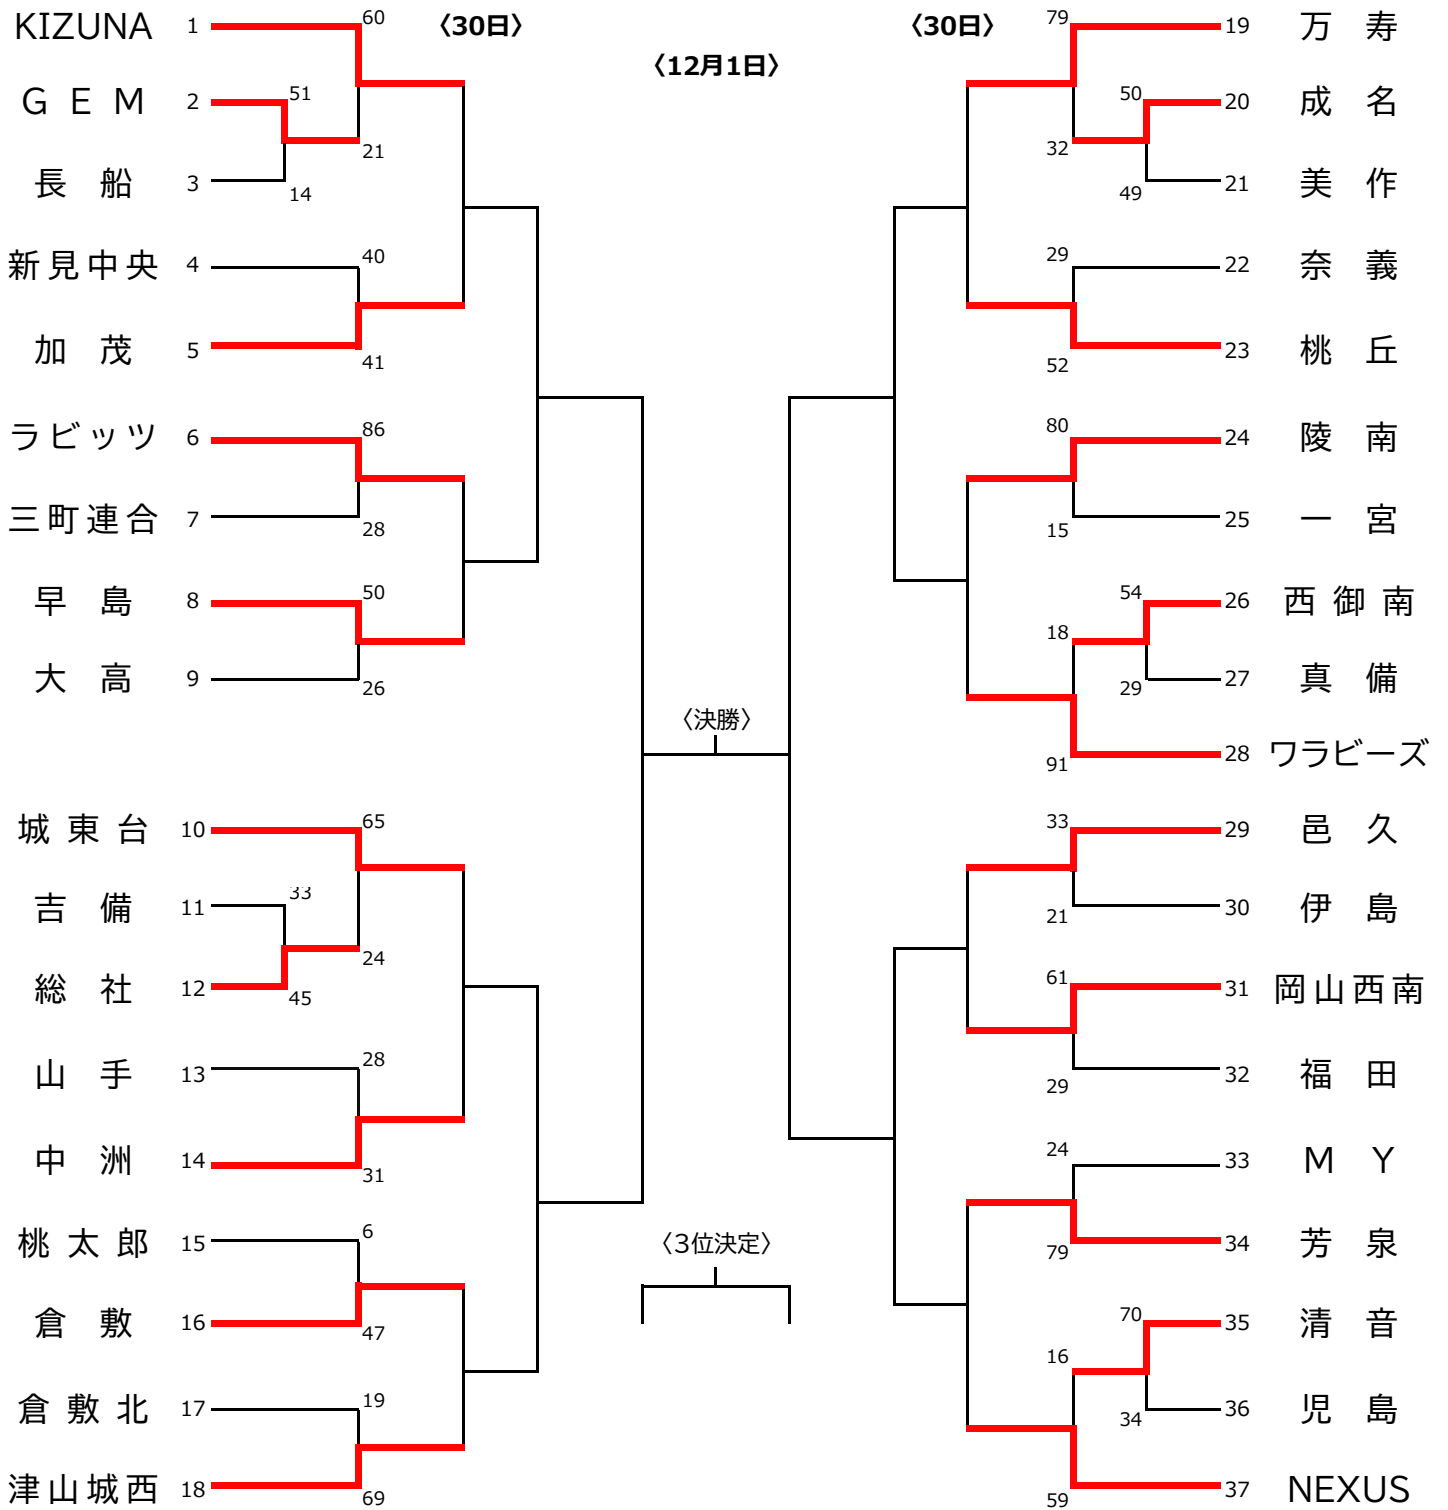 KIZUNA 1 60 〈30日〉 〈30日〉 79 19 万寿
〈12月1日〉
GEM 2 51 50 20 成名
21 32
長船 3 14 49 21 美作
新見中央 4 40 29 22 奈義
加茂 5 41 52 23 桃丘
ラビッツ 6 86 80 24 陵南
三町連合 7 28 15 25 一宮
早島 8 50 54 26 西御南
18
大高 9 26 29 27 真備
〈決勝〉
91 28 ワラビーズ
城東台 10 65 33 29 邑久
吉備 11 33 21 30 伊島
24 61
総社 12 45 31 岡山西南
山手 13 28 29 32 福田
中洲 14 31 24 33 MY
桃太郎 15 6 〈3位決定〉 79 34 芳泉
倉敷 16 47 70 35 清音
16
倉敷北 17 19 34 36 児島
津山城西 18 69 59 37 NEXUS